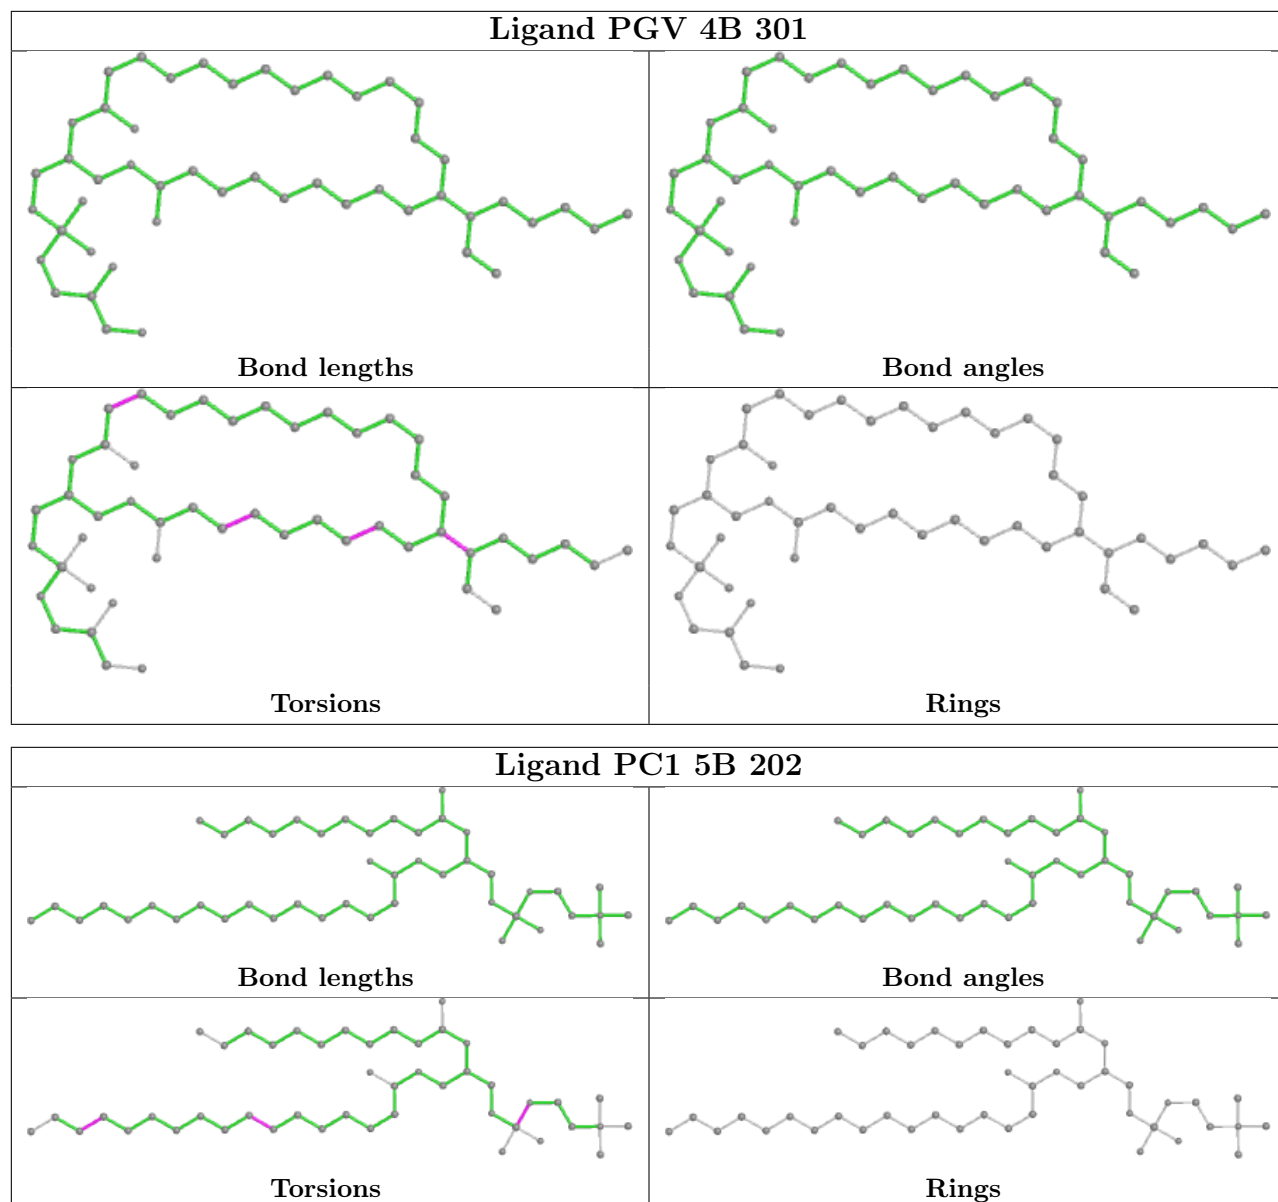 Ligand PGV 4B 301
Bond lengths
Bond angles
Torsions
Rings
Ligand PC1 5B 202
Bond lengths
Bond angles
Torsions
Rings